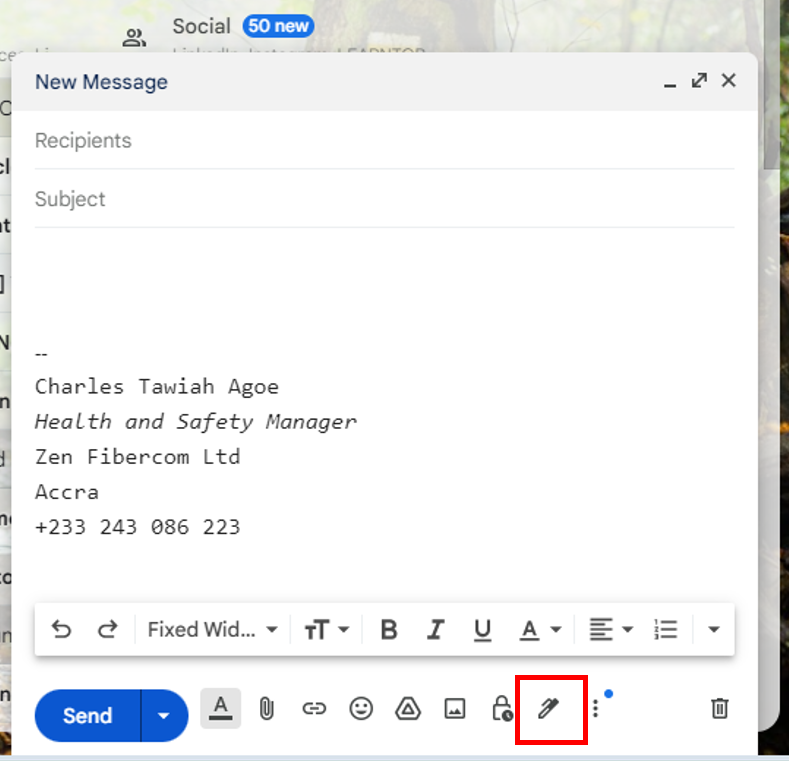 Social 50 new
New Message
Recipients
Subject
--
Charles Tawiah Agoe
Health and Safety Manager
Zen Fibercom Ltd
Accra
+233 243 086 223
Fixed Wid...
B I U A
Send A